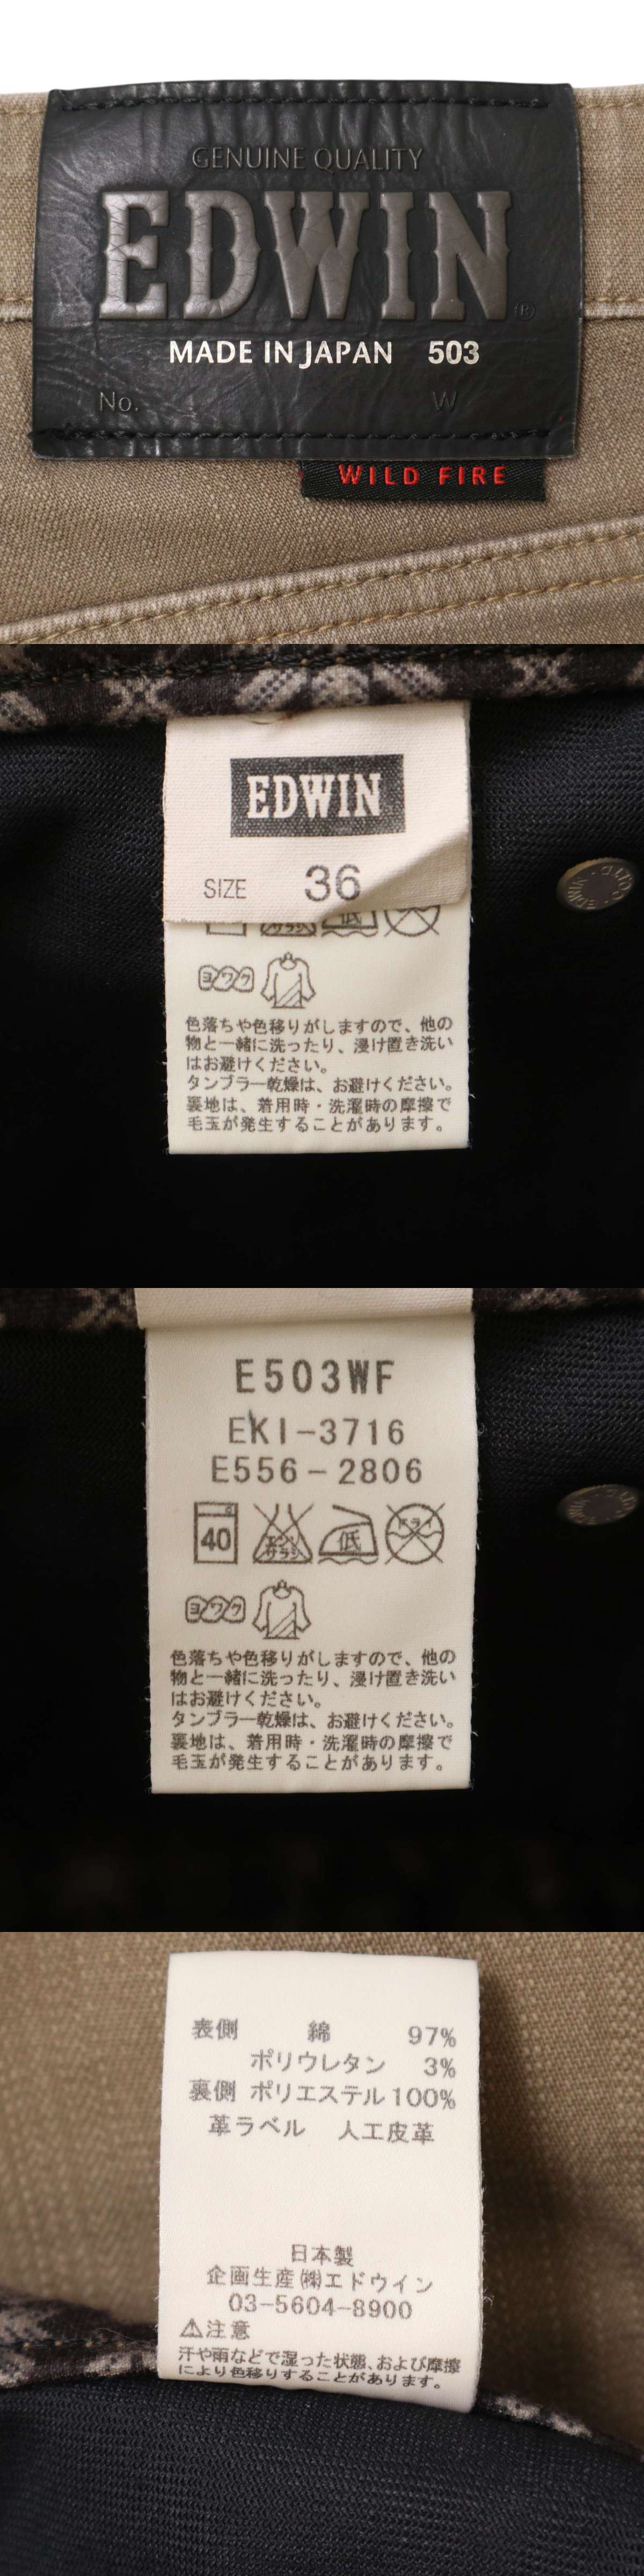 GENUINE QUALITY
EDWIN®
MADE IN JAPAN 503
No. W
WILD FIRE
EDWIN
SIZE 36
低
ヨワク
色落ちや色移りがしますので、他の
物と一緒に洗ったり、浸け置き洗い
はお避けください。
タンブラー乾燥は、お避けください。
裏地は、着用時・洗濯時の摩擦で
毛玉が発生することがあります。
E503WF
EKI-3716
E556-2806
40 エンソサラシ 低 ドライ
ヨワク
色落ちや色移りがしますので、他の
物と一緒に洗ったり、浸け置き洗い
はお避けください。
タンブラー乾燥は、お避けください。
裏地は、着用時・洗濯時の摩擦で
毛玉が発生することがあります。
表側 綿 97%
ポリウレタン 3%
裏側 ポリエステル 100%
革ラベル 人工皮革
日本製
企画生産㈱エドウイン
03-5604-8900
⚠注意
汗や雨などで湿った状態、および摩擦
により色移りすることがあります。